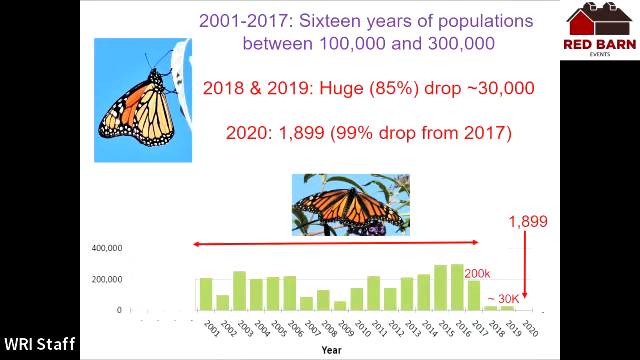 2001-2017: Sixteen years of populations
between 100,000 and 300,000
RED BARN
EVENTS
2018 & 2019: Huge (85%) drop ~30,000
2020: 1,899 (99% drop from 2017)
1,899
400,000
200,000
0
200k
~ 30K
2001
2002
2003
2004
2005
2006
2007
2008
2009
2010
2011
2012
2013
2014
2015
2016
2017
2018
2019
2020
Year
WRI Staff